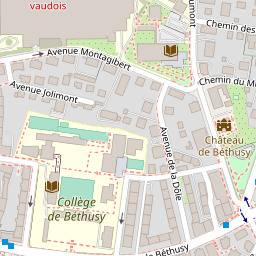 vaudois
Avenue Montagibert
Chemin des
Chemin du
Avenue Jolimont
Château
de Béthusy
Avenue de la Dôle
Collège
de Béthusy
Béthusy